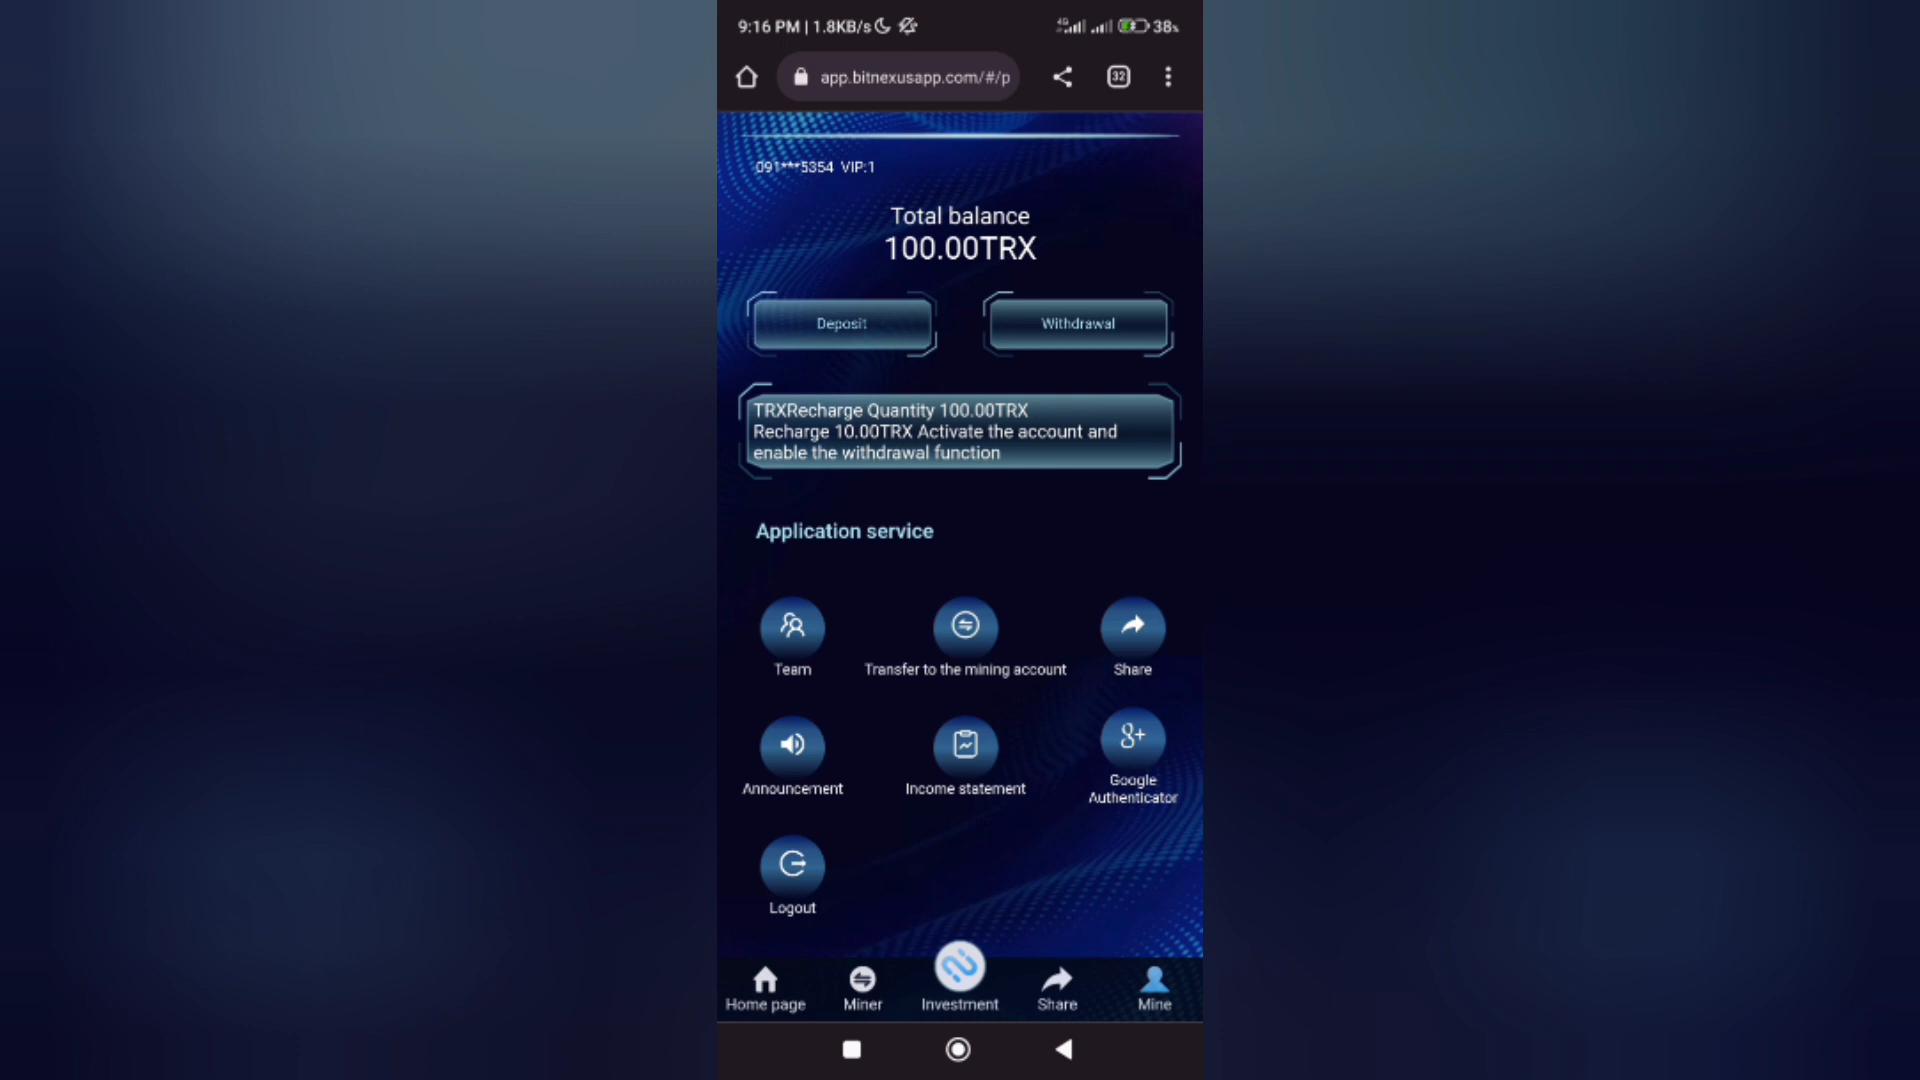 9:16 PM | 1.8KB/s
4G
38%
app.bitnexusapp.com/#/p
32
091***5354 VIP:1
Total balance
100.00TRX
Deposit
Withdrawal
TRXRecharge Quantity 100.00TRX
Recharge 10.00TRX Activate the account and
enable the withdrawal function
Application service
Team
Transfer to the mining account
Share
Announcement
Income statement
8+
Google
Authenticator
Logout
Home page
Miner
Investment
Share
Mine